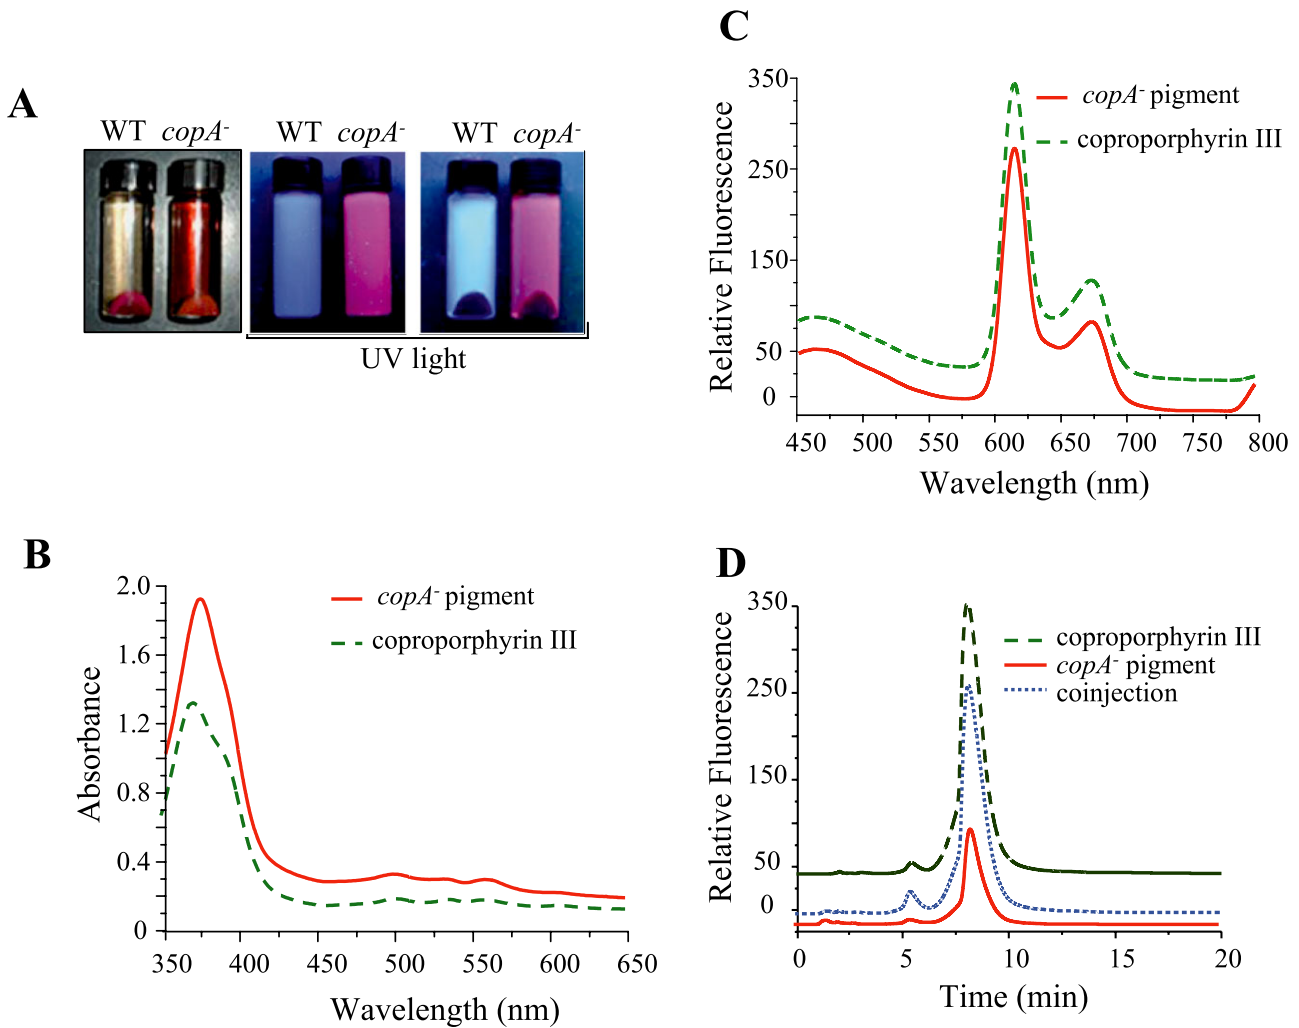 A
WT copA-
WT copA-
WT copA-
UV light
B
2.0
1.6
1.2
0.8
0.4
0
Absorbance
copA- pigment
coproporphyrin III
350 400 450 500 550 600 650
Wavelength (nm)
C
350
250
150
50
0
Relative Fluorescence
copA- pigment
coproporphyrin III
450 500 550 600 650 700 750 800
Wavelength (nm)
D
350
250
150
50
0
Relative Fluorescence
coproporphyrin III
copA- pigment
coinjection
0 5 10 15 20
Time (min)